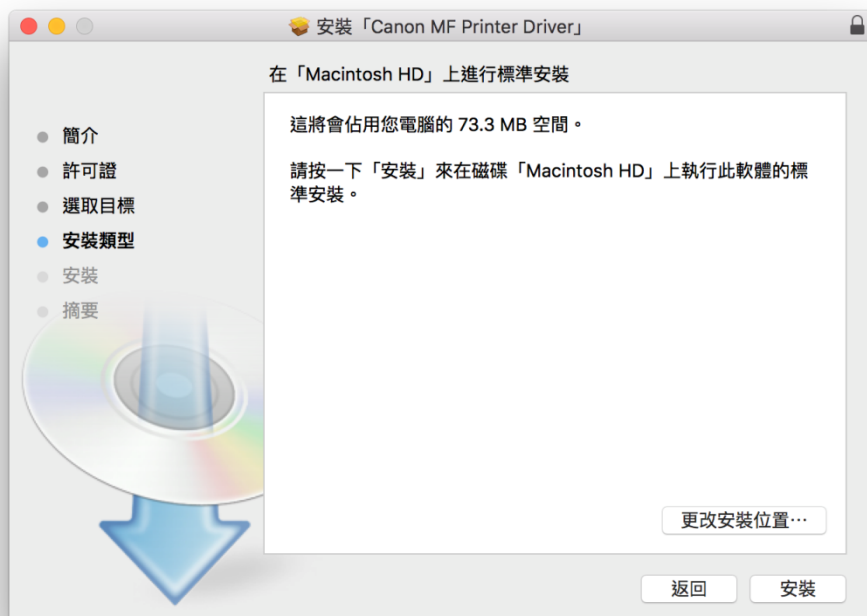 安裝「Canon MF Printer Driver」
在「Macintosh HD」上進行標準安裝
簡介
許可證
選取目標
安裝類型
安裝
摘要
這將會佔用您電腦的 73.3 MB 空間。
請按一下「安裝」來在磁碟「Macintosh HD」上執行此軟體的標
準安裝。
更改安裝位置⋯
返回
安裝